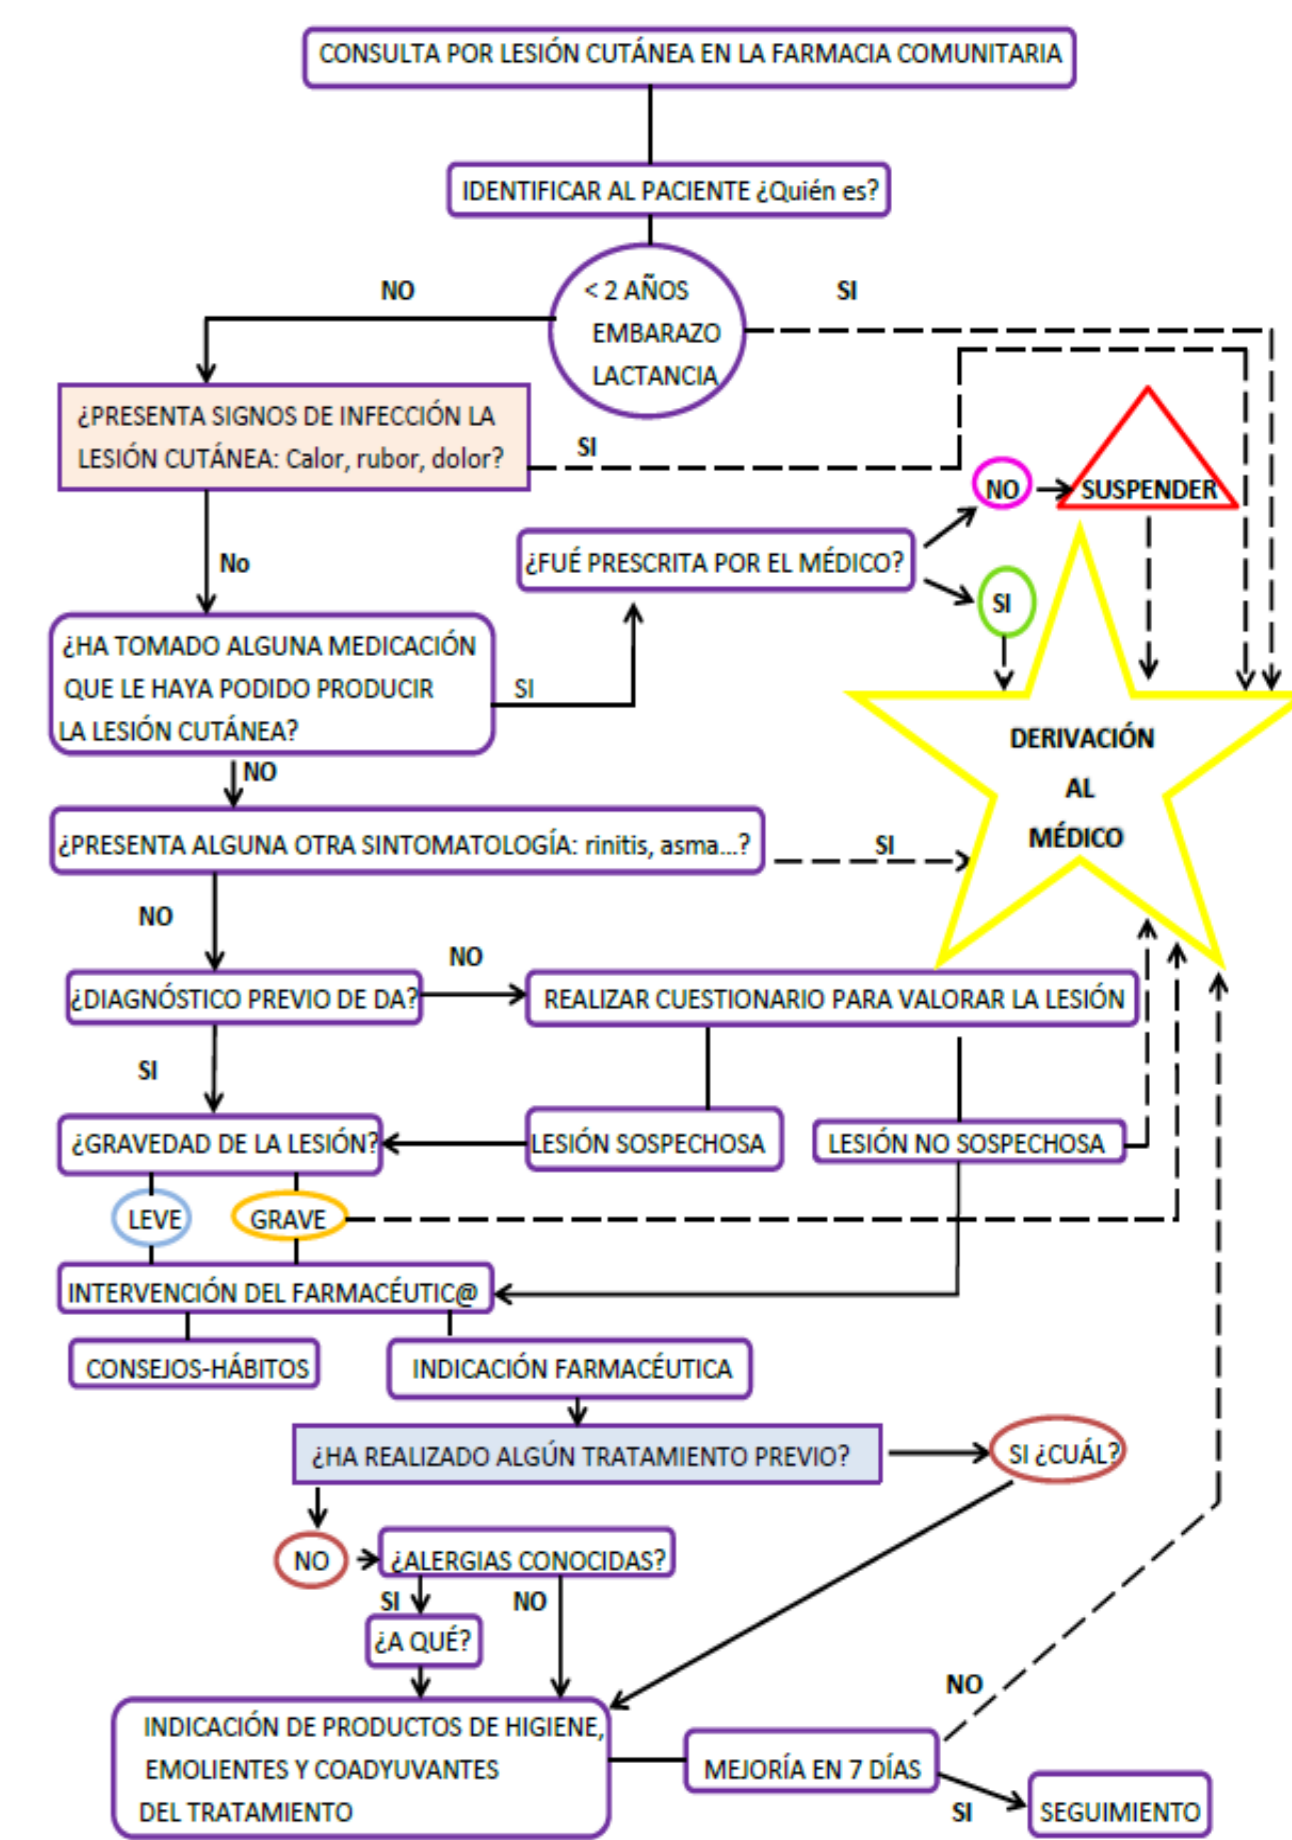 CONSULTA POR LESIÓN CUTÁNEA EN LA FARMACIA COMUNITARIA
IDENTIFICAR AL PACIENTE ¿Quién es?
NO
< 2 AÑOS
EMBARAZO
LACTANCIA
SI
¿PRESENTA SIGNOS DE INFECCIÓN LA
LESIÓN CUTÁNEA: Calor, rubor, dolor?
SI
NO
SUSPENDER
No
¿FUÉ PRESCRITA POR EL MÉDICO?
SI
¿HA TOMADO ALGUNA MEDICACIÓN
QUE LE HAYA PODIDO PRODUCIR
LA LESIÓN CUTÁNEA?
SI
DERIVACIÓN
AL
MÉDICO
NO
¿PRESENTA ALGUNA OTRA SINTOMATOLOGÍA: rinitis, asma...?
SI
NO
NO
¿DIAGNÓSTICO PREVIO DE DA?
REALIZAR CUESTIONARIO PARA VALORAR LA LESIÓN
SI
¿GRAVEDAD DE LA LESIÓN?
LESIÓN SOSPECHOSA
LESIÓN NO SOSPECHOSA
LEVE
GRAVE
INTERVENCIÓN DEL FARMACÉUTIC@
CONSEJOS-HÁBITOS
INDICACIÓN FARMACÉUTICA
¿HA REALIZADO ALGÚN TRATAMIENTO PREVIO?
SI ¿CUÁL?
NO
¿ALERGIAS CONOCIDAS?
SI
NO
¿A QUÉ?
INDICACIÓN DE PRODUCTOS DE HIGIENE,
EMOLIENTES Y COADYUVANTES
DEL TRATAMIENTO
MEJORÍA EN 7 DÍAS
NO
SI
SEGUIMIENTO